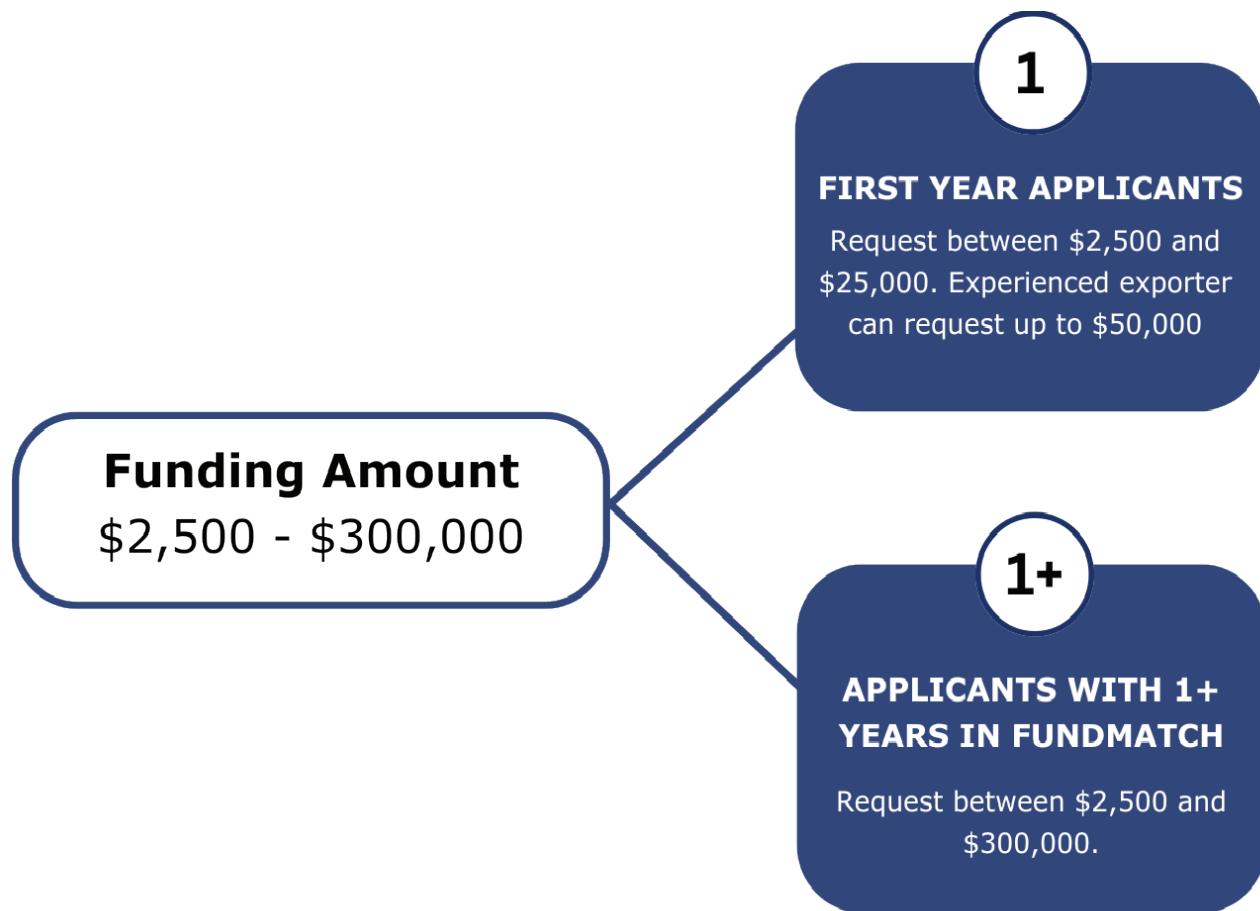 Funding Amount
$2,500 - $300,000
1
FIRST YEAR APPLICANTS
Request between $2,500 and
$25,000. Experienced exporter
can request up to $50,000
1+
APPLICANTS WITH 1+
YEARS IN FUNDMATCH
Request between $2,500 and
$300,000.